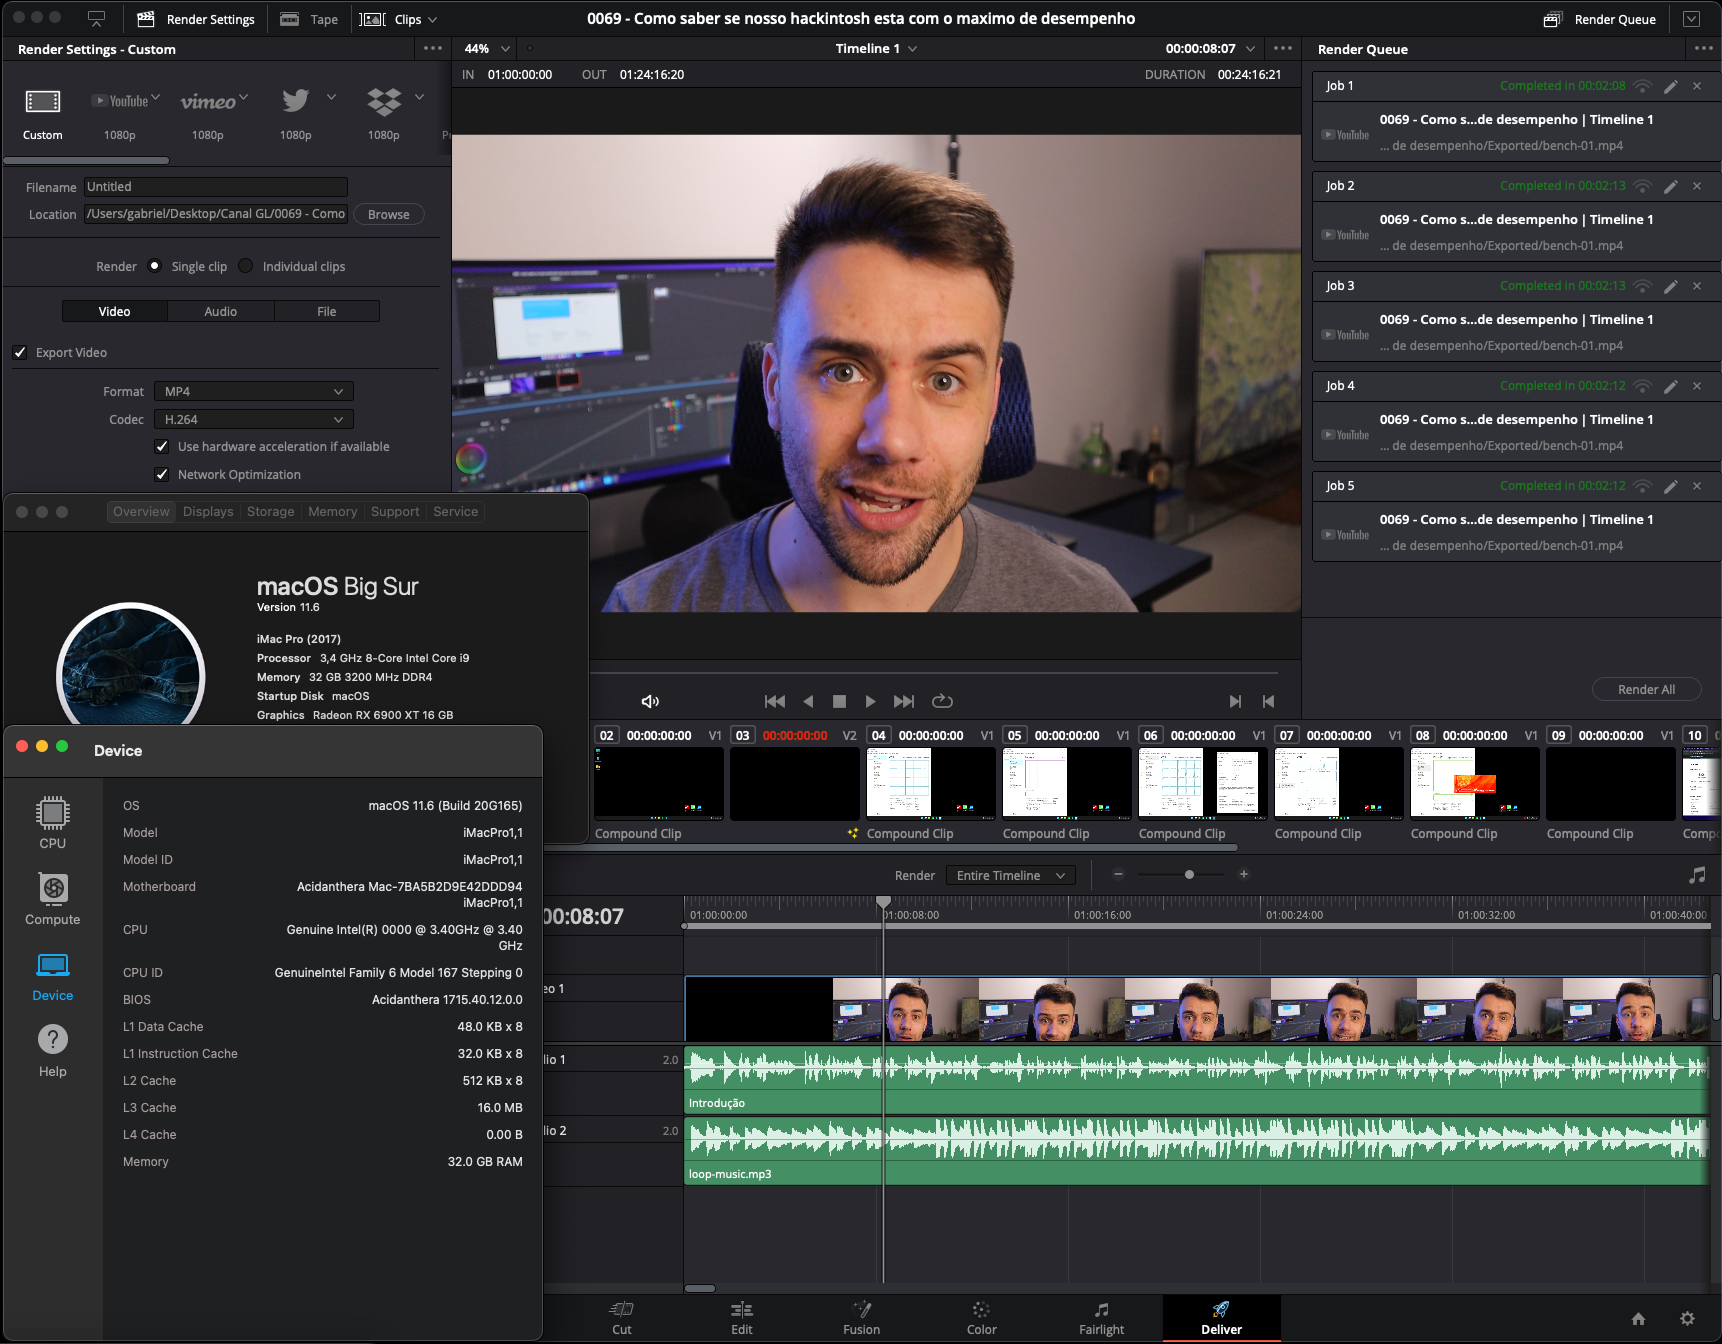 Render Settings
Tape
Clips
0069 - Como saber se nosso hackintosh esta com o maximo de desempenho
Render Queue
Render Settings - Custom
44%
Timeline 1
00:00:08:07
Render Queue
IN 01:00:00:00 OUT 01:24:16:20
DURATION 00:24:16:21
YouTube
vimeo
Custom
1080p
1080p
1080p
1080p
Filename Untitled
Location /Users/gabriel/Desktop/Canal GL/0069 - Como
Browse
Render Single clip Individual clips
Video Audio File
Export Video
Format MP4
Codec H.264
Use hardware acceleration if available
Network Optimization
Job 1 Completed in 00:02:08
0069 - Como s...de desempenho | Timeline 1
YouTube
... de desempenho/Exported/bench-01.mp4
Job 2 Completed in 00:02:13
0069 - Como s...de desempenho | Timeline 1
YouTube
... de desempenho/Exported/bench-01.mp4
Job 3 Completed in 00:02:13
0069 - Como s...de desempenho | Timeline 1
YouTube
... de desempenho/Exported/bench-01.mp4
Job 4 Completed in 00:02:12
0069 - Como s...de desempenho | Timeline 1
YouTube
... de desempenho/Exported/bench-01.mp4
Job 5 Completed in 00:02:12
0069 - Como s...de desempenho | Timeline 1
YouTube
... de desempenho/Exported/bench-01.mp4
Render All
Overview Displays Storage Memory Support Service
macOS Big Sur
Version 11.6
iMac Pro (2017)
Processor 3,4 GHz 8-Core Intel Core i9
Memory 32 GB 3200 MHz DDR4
Startup Disk macOS
Graphics Radeon RX 6900 XT 16 GB
Device
CPU
Compute
Device
Help
OS macOS 11.6 (Build 20G165)
Model iMacPro1,1
Model ID iMacPro1,1
Motherboard Acidanthera Mac-7BA5B2D9E42DDD94
iMacPro1,1
CPU Genuine Intel(R) 0000 @ 3.40GHz @ 3.40
GHz
CPU ID GenuineIntel Family 6 Model 167 Stepping 0
BIOS Acidanthera 1715.40.12.0.0
L1 Data Cache 48.0 KB x 8
L1 Instruction Cache 32.0 KB x 8
L2 Cache 512 KB x 8
L3 Cache 16.0 MB
L4 Cache 0.00 B
Memory 32.0 GB RAM
02 00:00:00:00 V1
03 00:00:00:00 V2
04 00:00:00:00 V1
05 00:00:00:00 V1
06 00:00:00:00 V1
07 00:00:00:00 V1
08 00:00:00:00 V1
09 00:00:00:00 V1
10
Compound Clip
Compound Clip
Compound Clip
Compound Clip
Compound Clip
Compound Clip
Compound Clip
Comp
Render Entire Timeline
00:08:07
01:00:00:00
01:00:08:00
01:00:16:00
01:00:24:00
01:00:32:00
01:00:40:00
eo 1
lio 1 2.0
Introdução
lio 2 2.0
loop-music.mp3
Cut
Edit
Fusion
Color
Fairlight
Deliver